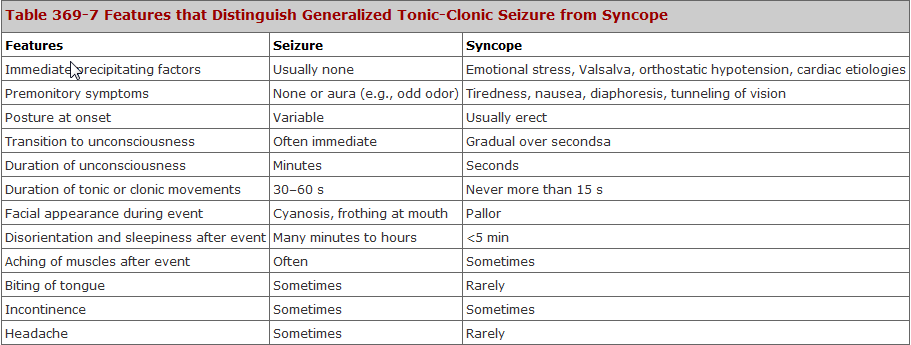 Table 369-7 Features that Distinguish Generalized Tonic-Clonic Seizure from Syncope
Features Seizure Syncope
Immediate precipitating factors Usually none Emotional stress, Valsalva, orthostatic hypotension, cardiac etiologies
Premonitory symptoms None or aura (e.g., odd odor) Tiredness, nausea, diaphoresis, tunneling of vision
Posture at onset Variable Usually erect
Transition to unconsciousness Often immediate Gradual over secondsa
Duration of unconsciousness Minutes Seconds
Duration of tonic or clonic movements 30–60 s Never more than 15 s
Facial appearance during event Cyanosis, frothing at mouth Pallor
Disorientation and sleepiness after event Many minutes to hours <5 min
Aching of muscles after event Often Sometimes
Biting of tongue Sometimes Rarely
Incontinence Sometimes Sometimes
Headache Sometimes Rarely